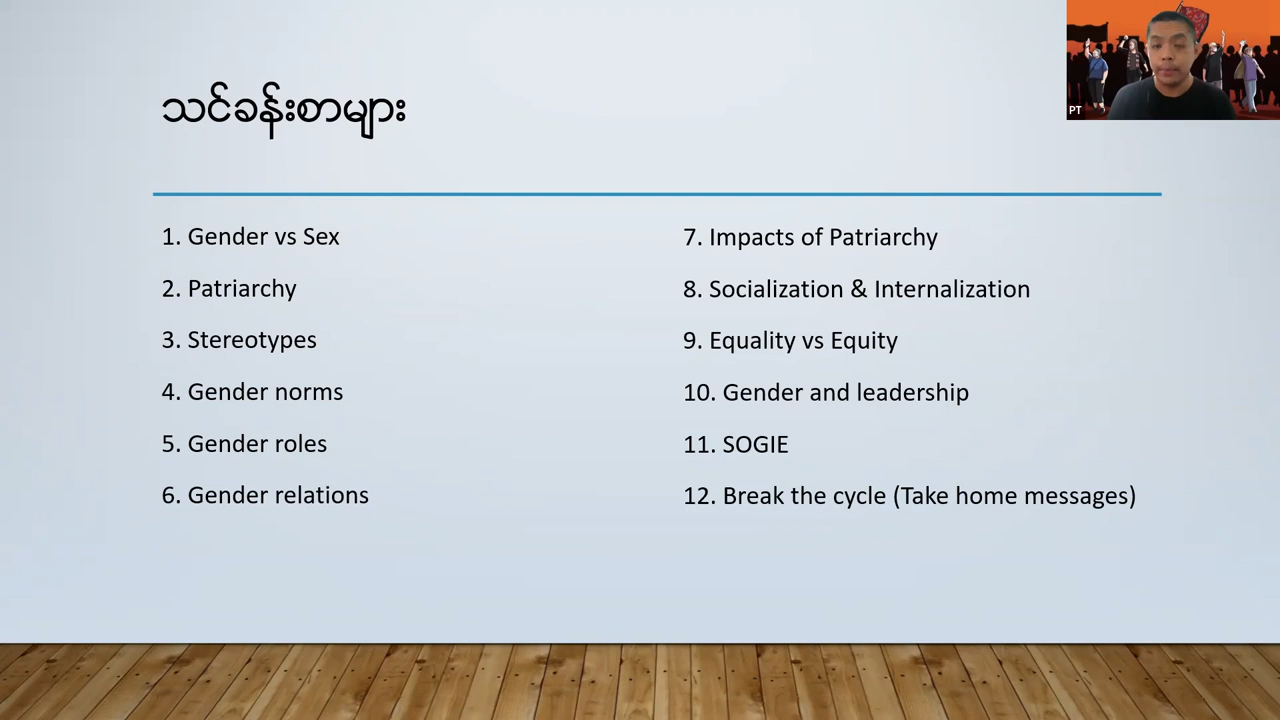 သင်ခန်းစာများ
1. Gender vs Sex
2. Patriarchy
3. Stereotypes
4. Gender norms
5. Gender roles
6. Gender relations
7. Impacts of Patriarchy
8. Socialization & Internalization
9. Equality vs Equity
10. Gender and leadership
11. SOGIE
12. Break the cycle (Take home messages)
PT